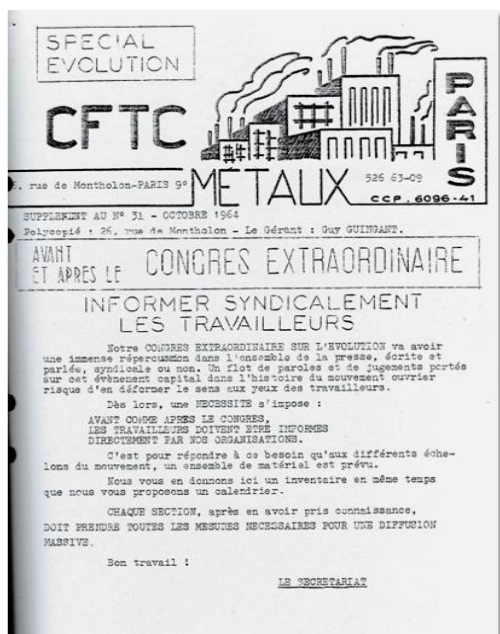 SPECIAL
EVOLUTION
CFTC
PARIS
, rue de Montholon-PARIS 9°
MÉTAUX
526 63-09
CCP. 6096-41
SUPPLEMENT AU N° 31 - OCTOBRE 1964
Polycopié : 26, rue de Montholon - Le Gérant : Guy GUINGANT.
AVANT
ET APRES LE
CONGRES EXTRAORDINAIRE
INFORMER SYNDICALEMENT
LES TRAVAILLEURS
Notre CONGRES EXTRAORDINAIRE SUR L'EVOLUTION va avoir
une immense répercussion dans l'ensemble de la presse, écrite et
parlée, syndicale ou non. Un flot de paroles et de jugements portés
sur cet évènement capital dans l'histoire du mouvement ouvrier
risque d'en déformer le sens aux yeux des travailleurs.
Dès lors, une NECESSITE s'impose :
AVANT COMME APRES LE CONGRES,
LES TRAVAILLEURS DOIVENT ETRE INFORMES
DIRECTEMENT PAR NOS ORGANISATIONS.
C'est pour répondre à ce besoin qu'aux différents éche-
lons du mouvement, un ensemble de matériel est prévu.
Nous vous en donnons ici un inventaire en même temps
que nous vous proposons un calendrier.
CHAQUE SECTION, après en avoir pris connaissance,
DOIT PRENDRE TOUTES LES MESURES NECESSAIRES POUR UNE DIFFUSION
MASSIVE.
Bon travail !
LE SECRETARIAT